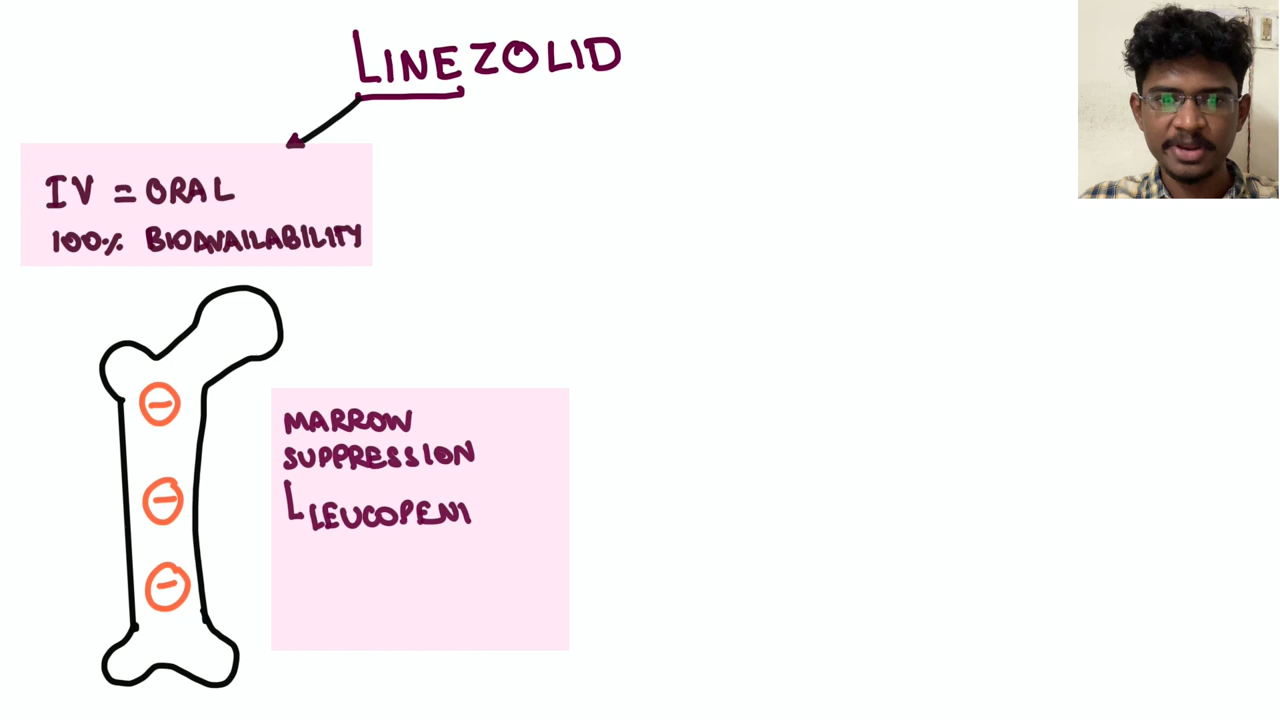 LINEZOLID
IV = ORAL
100% BIOAVAILABILITY
MARROW
SUPPRESSION
LEUCOPENI